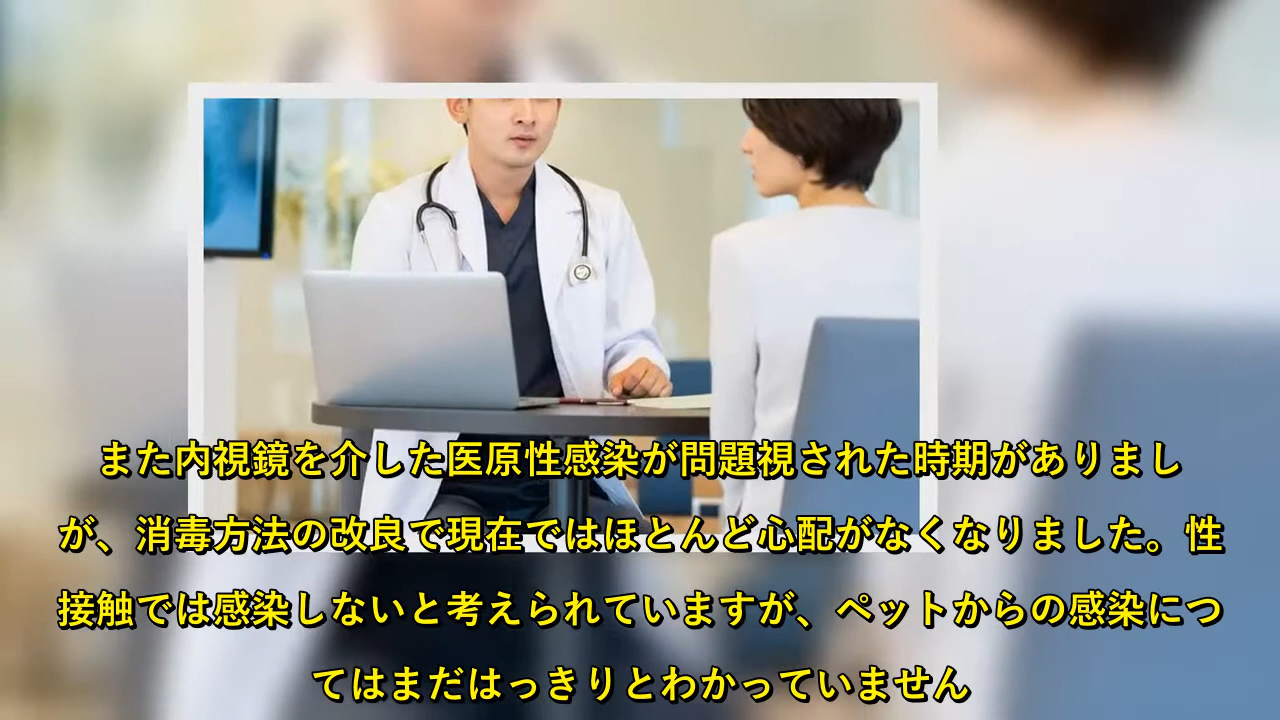 また内視鏡を介した医原性感染が問題視された時期がありまし
が、消毒方法の改良で現在ではほとんど心配がなくなりました。性
接触では感染しないと考えられていますが、ペットからの感染につ
てはまだはっきりとわかっていません